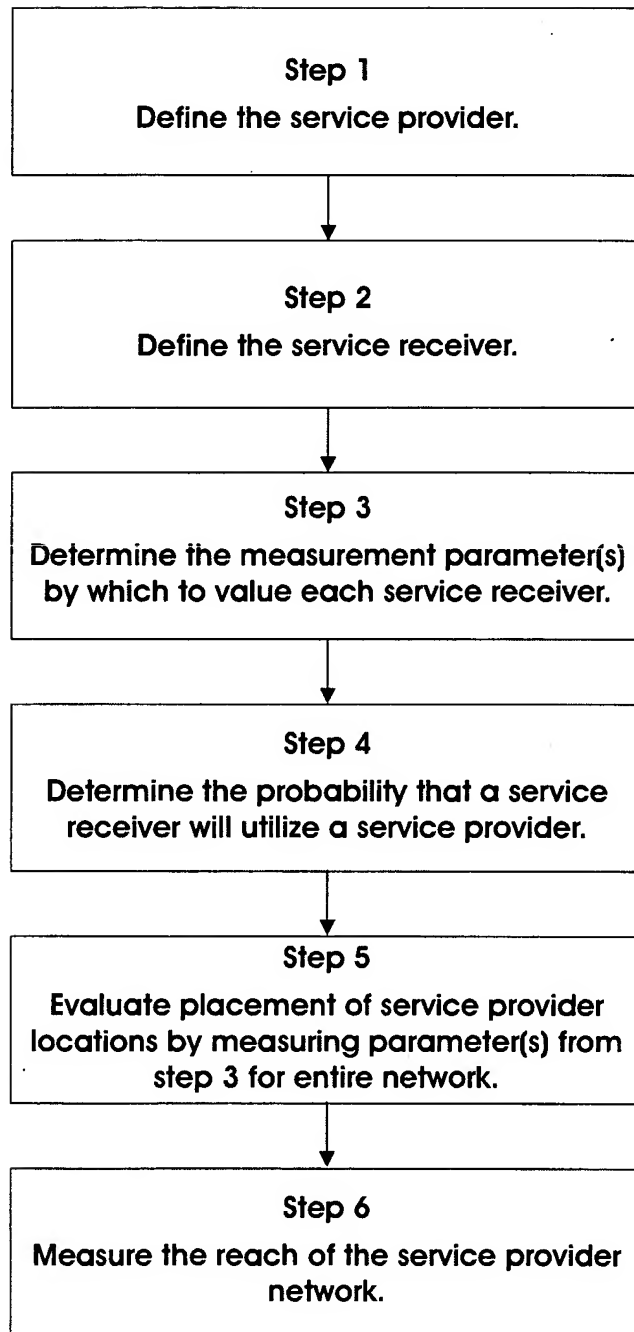 Step 1
Define the service provider.
Step 2
Define the service receiver.
Step 3
Determine the measurement parameter(s)
by which to value each service receiver.
Step 4
Determine the probability that a service
receiver will utilize a service provider.
Step 5
Evaluate placement of service provider
locations by measuring parameter(s) from
step 3 for entire network.
Step 6
Measure the reach of the service provider
network.